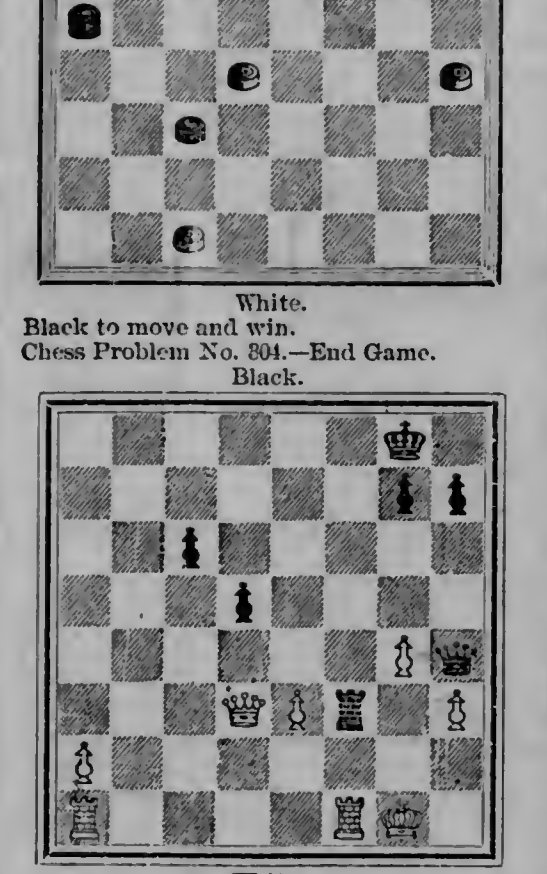 White.
Black to move and win.
Chess Problem No. 804.—End Game.
Black.